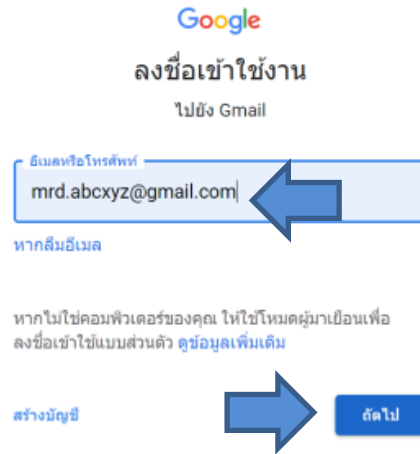 Google
ลงชื่อเข้าใช้งาน
ไปยัง Gmail
อีเมลหรือโทรศัพท์
mrd.abcxyz@gmail.com
หากลืมอีเมล
หากไม่ใช่คอมพิวเตอร์ของคุณ ให้ใช้โหมดผู้มาเยือนเพื่อ
ลงชื่อเข้าใช้แบบส่วนตัว ดูข้อมูลเพิ่มเติม
สร้างบัญชี
ถัดไป